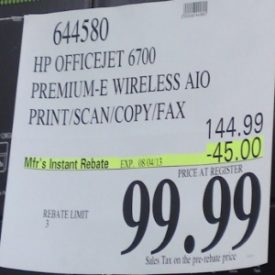 644580
HP OFFICEJET 6700
PREMIUM-E WIRELESS AIO
PRINT/SCAN/COPY/FAX
144.99
Mfr's Instant Rebate EXP. 08/04/13 -45.00
PRICE AT REGISTER
REBATE LIMIT
3
99.99
Sales Tax on the pre-rebate price